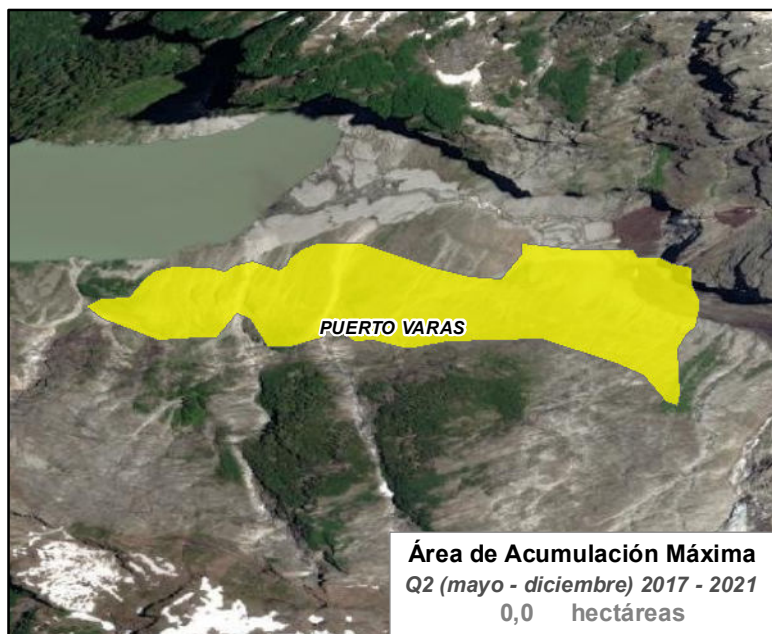 PUERTO VARAS
Área de Acumulación Máxima
Q2 (mayo - diciembre) 2017 - 2021
0,0 hectáreas